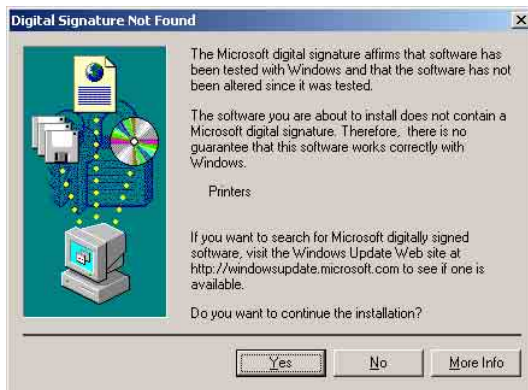 Digital Signature Not Found
The Microsoft digital signature affirms that software has
been tested with Windows and that the software has not
been altered since it was tested.
The software you are about to install does not contain a
Microsoft digital signature. Therefore, there is no
guarantee that this software works correctly with
Windows.
Printers
If you want to search for Microsoft digitally signed
software, visit the Windows Update Web site at
http://windowsupdate.microsoft.com to see if one is
available.
Do you want to continue the installation?
Yes No More Info